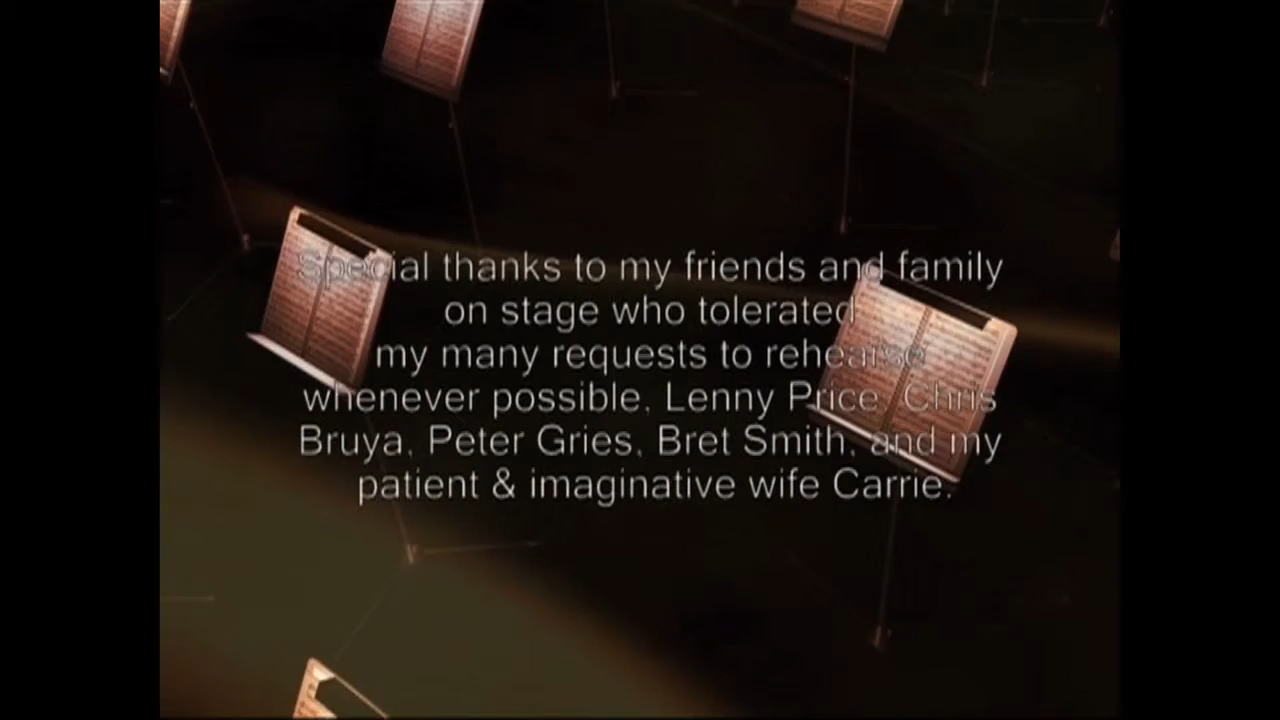 Special thanks to my friends and family
on stage who tolerated
my many requests to rehearse
whenever possible, Lenny Price, Chris
Bruya, Peter Gries, Bret Smith, and my
patient & imaginative wife Carrie.